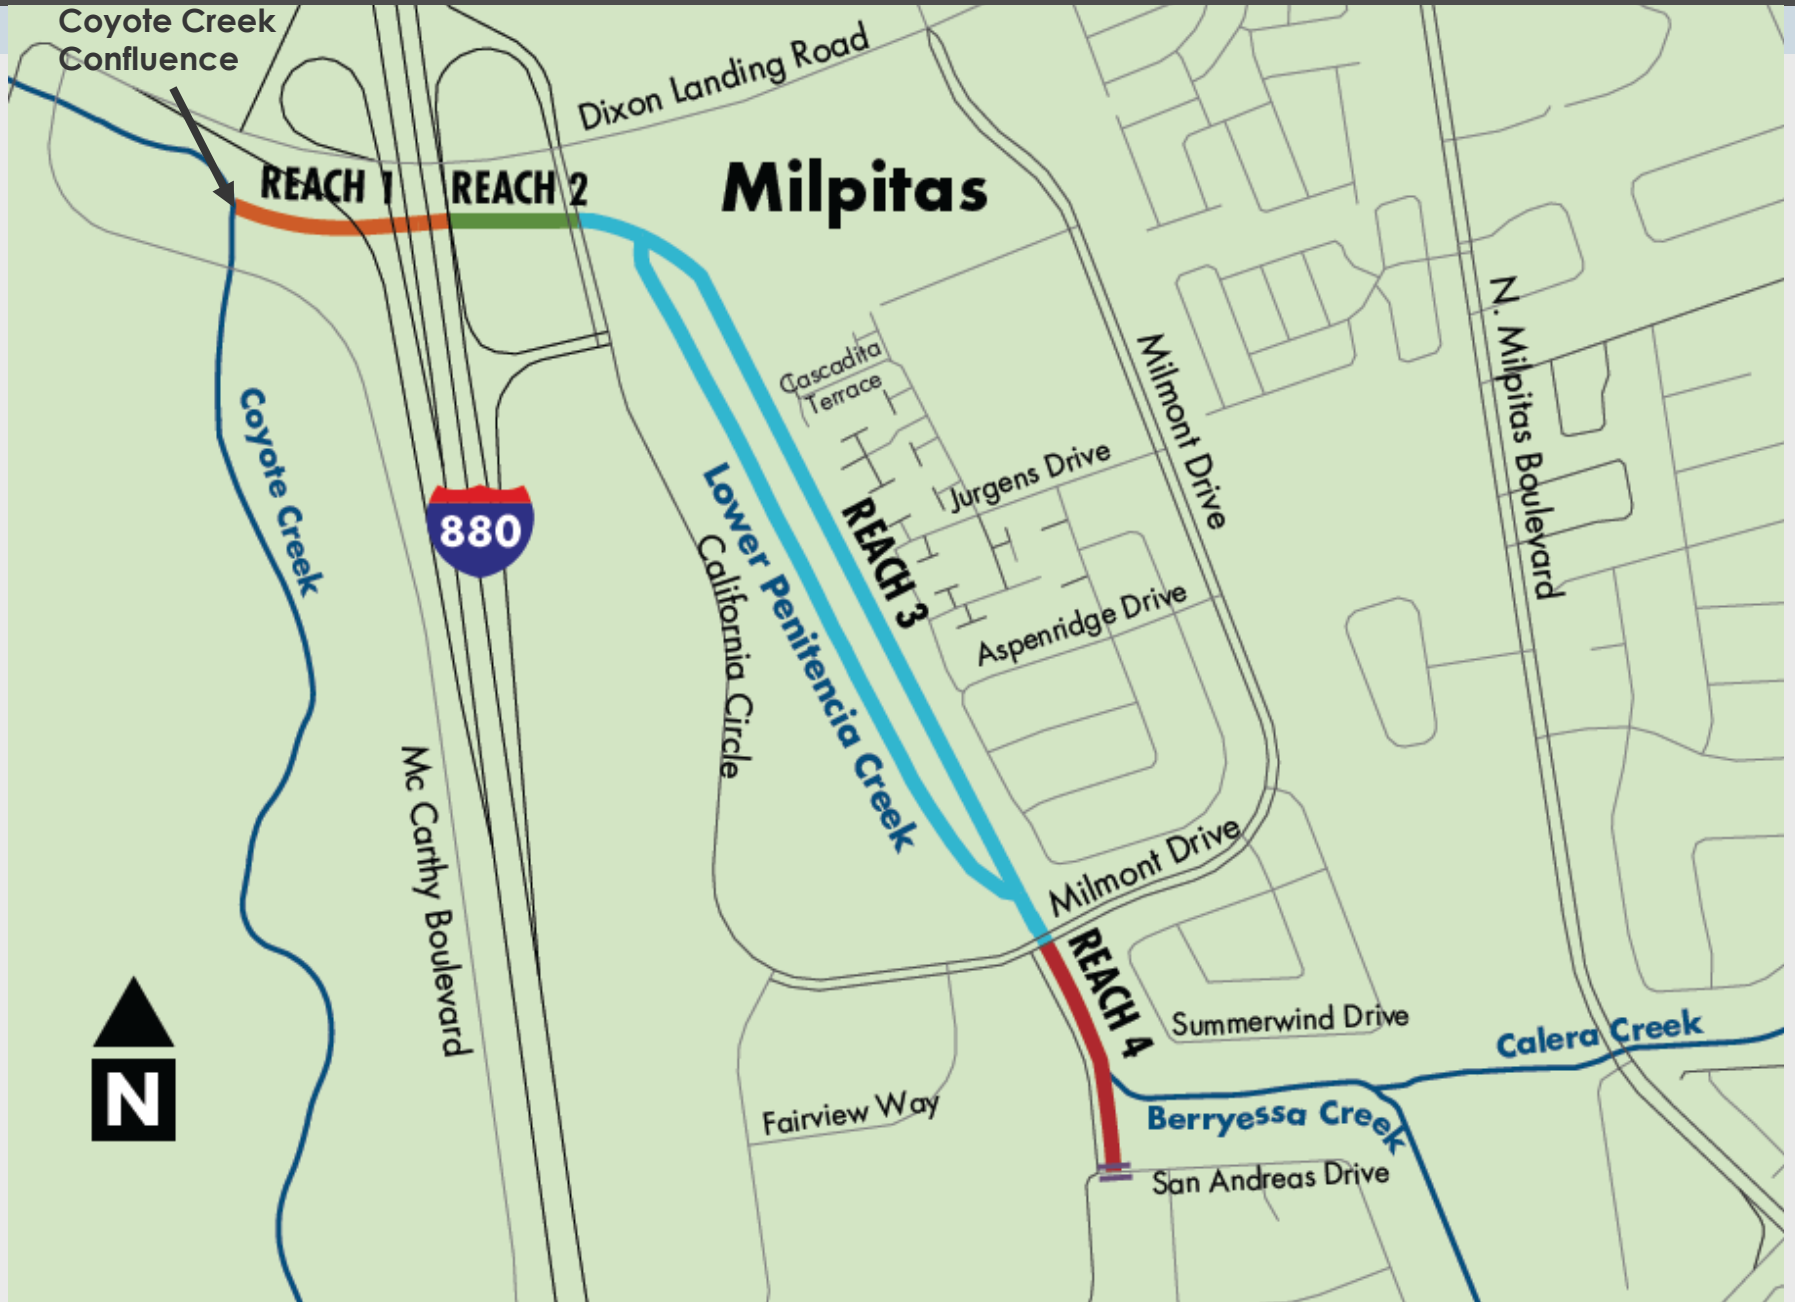 Coyote Creek
Confluence
Dixon Landing Road
REACH 1
REACH 2
Milpitas
N. Milpitas Boulevard
Cascadita
Terrace
Milmont Drive
Coyote Creek
Jurgens Drive
Lower Penitencia Creek
REACH 3
880
California Circle
Aspenridge Drive
Mc Carthy Boulevard
Milmont Drive
REACH 4
Summerwind Drive
Calera Creek
N
Fairview Way
Berryessa Creek
San Andreas Drive